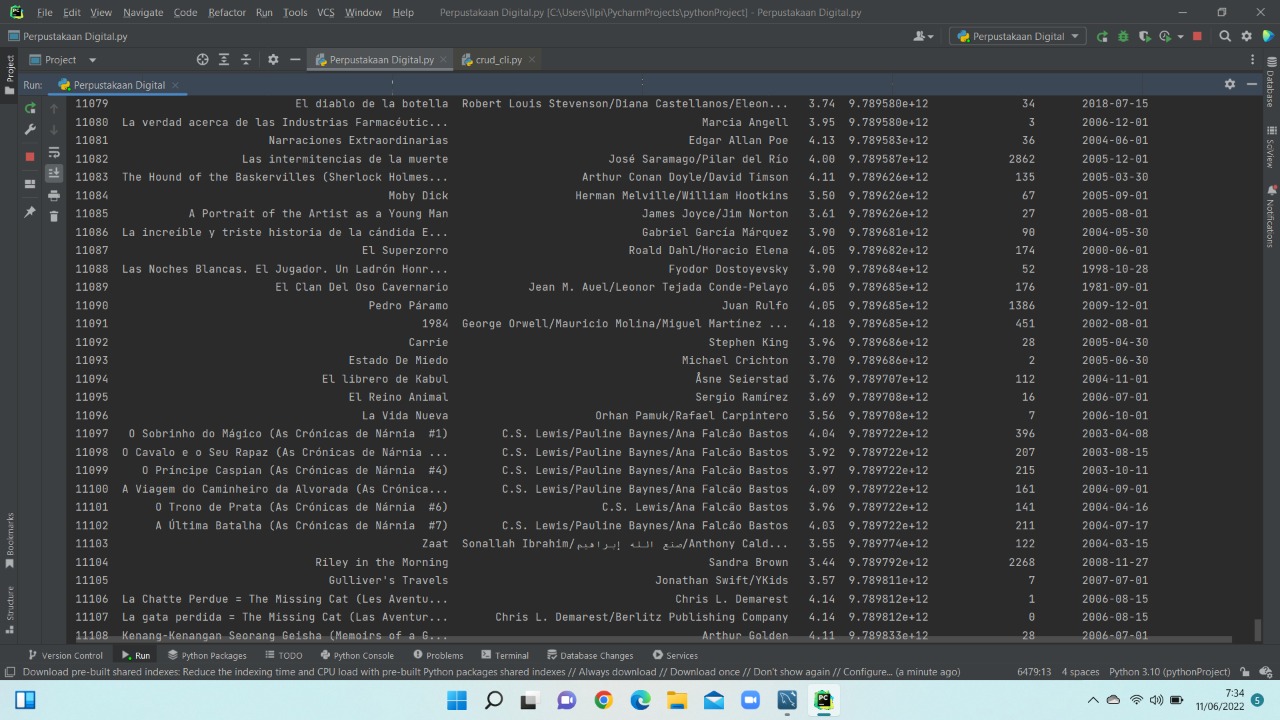 File Edit View Navigate Code Refactor Run Tools VCS Window Help Perpustakaan Digital.py [C:\Users\Ilpi\PycharmProjects\pythonProject] - Perpustakaan Digital.py
Perpustakaan Digital.py Perpustakaan Digital
Project Perpustakaan Digital.py crud_cli.py
Run: Perpustakaan Digital
11079 El diablo de la botella Robert Louis Stevenson/Diana Castellanos/Eleon... 3.74 9.789580e+12 34 2018-07-15
11080 La verdad acerca de las Industrias Farmacéutic... Marcia Angell 3.95 9.789580e+12 3 2006-12-01
11081 Narraciones Extraordinarias Edgar Allan Poe 4.13 9.789583e+12 36 2004-06-01
11082 Las intermitencias de la muerte José Saramago/Pilar del Río 4.00 9.789587e+12 2862 2005-12-01
11083 The Hound of the Baskervilles (Sherlock Holmes... Arthur Conan Doyle/David Timson 4.11 9.789626e+12 135 2005-03-30
11084 Moby Dick Herman Melville/William Hootkins 3.50 9.789626e+12 67 2005-09-01
11085 A Portrait of the Artist as a Young Man James Joyce/Jim Norton 3.61 9.789626e+12 27 2005-08-01
11086 La increíble y triste historia de la cándida E... Gabriel García Márquez 3.90 9.789681e+12 90 2004-05-30
11087 El Superzorro Roald Dahl/Horacio Elena 4.05 9.789682e+12 174 2000-06-01
11088 Las Noches Blancas. El Jugador. Un Ladrón Honr... Fyodor Dostoyevsky 3.90 9.789684e+12 52 1998-10-28
11089 El Clan Del Oso Cavernario Jean M. Auel/Leonor Tejada Conde-Pelayo 4.05 9.789685e+12 176 1981-09-01
11090 Pedro Páramo Juan Rulfo 4.05 9.789685e+12 1386 2009-12-01
11091 1984 George Orwell/Mauricio Molina/Miguel Martínez ... 4.18 9.789685e+12 451 2002-08-01
11092 Carrie Stephen King 3.96 9.789686e+12 28 2005-04-30
11093 Estado De Miedo Michael Crichton 3.70 9.789686e+12 2 2005-06-30
11094 El librero de Kabul Åsne Seierstad 3.76 9.789707e+12 112 2004-11-01
11095 El Reino Animal Sergio Ramírez 3.69 9.789708e+12 16 2006-07-01
11096 La Vida Nueva Orhan Pamuk/Rafael Carpintero 3.56 9.789708e+12 7 2006-10-01
11097 O Sobrinho do Mágico (As Crónicas de Nárnia  #1) C.S. Lewis/Pauline Baynes/Ana Falcão Bastos 4.04 9.789722e+12 396 2003-04-08
11098 O Cavalo e o Seu Rapaz (As Crónicas de Nárnia ... C.S. Lewis/Pauline Baynes/Ana Falcão Bastos 3.92 9.789722e+12 207 2003-08-15
11099 O Príncipe Caspian (As Crónicas de Nárnia  #4) C.S. Lewis/Pauline Baynes/Ana Falcão Bastos 3.97 9.789722e+12 215 2003-10-11
11100 A Viagem do Caminheiro da Alvorada (As Crónica... C.S. Lewis/Pauline Baynes/Ana Falcão Bastos 4.09 9.789722e+12 161 2004-09-01
11101 O Trono de Prata (As Crónicas de Nárnia  #6) C.S. Lewis/Ana Falcão Bastos 3.96 9.789722e+12 141 2004-04-16
11102 A Última Batalha (As Crónicas de Nárnia  #7) C.S. Lewis/Pauline Baynes/Ana Falcão Bastos 4.03 9.789722e+12 211 2004-07-17
11103 Zaat Sonallah Ibrahim/صنع الله إبراهيم/Anthony Cald... 3.55 9.789774e+12 122 2004-03-15
11104 Riley in the Morning Sandra Brown 3.44 9.789792e+12 2268 2008-11-27
11105 Gulliver's Travels Jonathan Swift/YKids 3.57 9.789811e+12 7 2007-07-01
11106 La Chatte Perdue = The Missing Cat (Les Aventu... Chris L. Demarest 4.14 9.789812e+12 1 2006-08-15
11107 La gata perdida = The Missing Cat (Les Aventur... Chris L. Demarest/Berlitz Publishing Company 4.14 9.789812e+12 0 2006-08-15
11108 Kenang-Kenangan Seorang Geisha (Memoirs of a G... Arthur Golden 4.11 9.789833e+12 28 2006-07-01
Project
Bookmarks
Structure
Database
SciView
Notifications
Version Control Run Python Packages TODO Python Console Problems Terminal Database Changes Services
Download pre-built shared indexes: Reduce the indexing time and CPU load with pre-built Python packages shared indexes // Always download // Download once // Don't show again // Configure... (a minute ago) 6479:13 4 spaces Python 3.10 (pythonProject)
7:34
11/06/2022
5